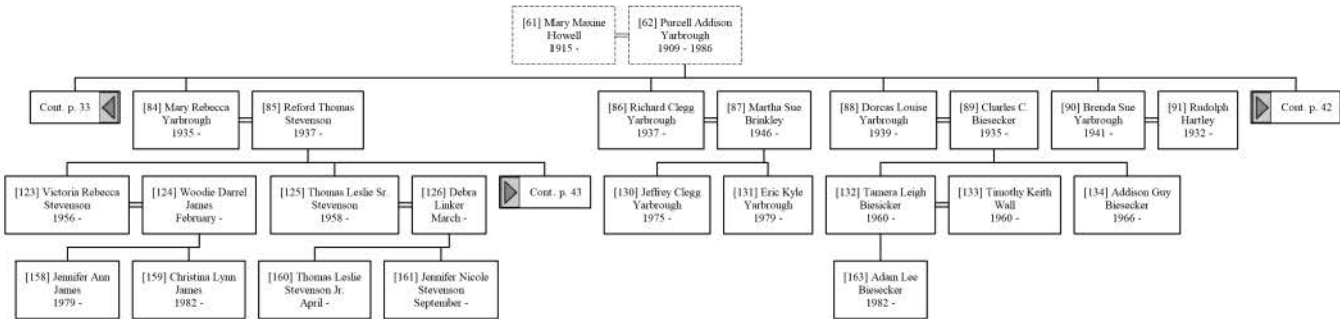 [61] Mary Maxine
Howell
1915 -
[62] Purcell Addison
Yarbrough
1909 - 1986
Cont. p. 33
[84] Mary Rebecca
Yarbrough
1935 -
[85] Reford Thomas
Stevenson
1937 -
[86] Richard Clegg
Yarbrough
1937 -
[87] Martha Sue
Brinkley
1946 -
[88] Dorcas Louise
Yarbrough
1939 -
[89] Charles C.
Biesecker
1935 -
[90] Brenda Sue
Yarbrough
1941 -
[91] Rudolph
Hartley
1932 -
Cont. p. 42
[123] Victoria Rebecca
Stevenson
1956 -
[124] Woodie Darrel
James
February -
[125] Thomas Leslie Sr.
Stevenson
1958 -
[126] Debra
Linker
March -
Cont. p. 43
[130] Jeffrey Clegg
Yarbrough
1975 -
[131] Eric Kyle
Yarbrough
1979 -
[132] Tamera Leigh
Biesicker
1960 -
[133] Timothy Keith
Wall
1960 -
[134] Addison Guy
Biesecker
1966 -
[158] Jennifer Ann
James
1979 -
[159] Christina Lynn
James
1982 -
[160] Thomas Leslie
Stevenson Jr.
April -
[161] Jennifer Nicole
Stevenson
September -
[163] Adam Lee
Biesecker
1982 -